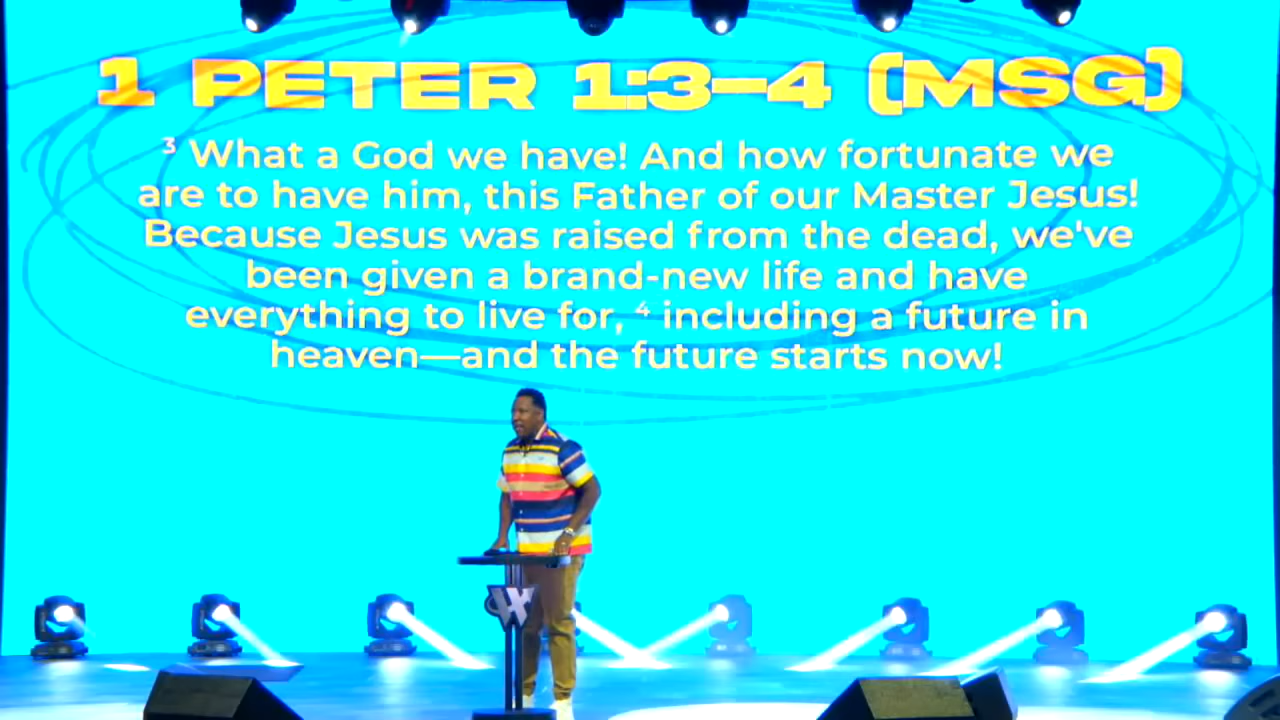 1 PETER 1:3–4 (MSG)
³ What a God we have! And how fortunate we
are to have him, this Father of our Master Jesus!
Because Jesus was raised from the dead, we've
been given a brand-new life and have
everything to live for, ⁴ including a future in
heaven—and the future starts now!